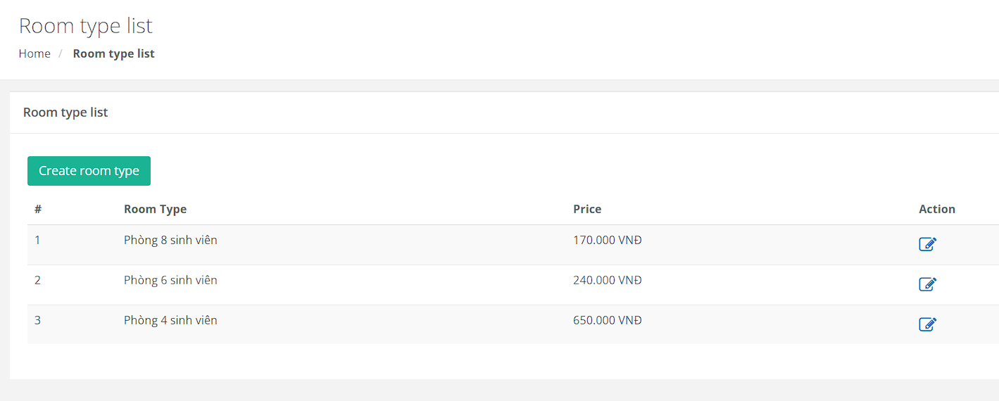 Room type list
Home / Room type list
Room type list
Create room type
# Room Type Price Action
1 Phòng 8 sinh viên 170.000 VNĐ
2 Phòng 6 sinh viên 240.000 VNĐ
3 Phòng 4 sinh viên 650.000 VNĐ